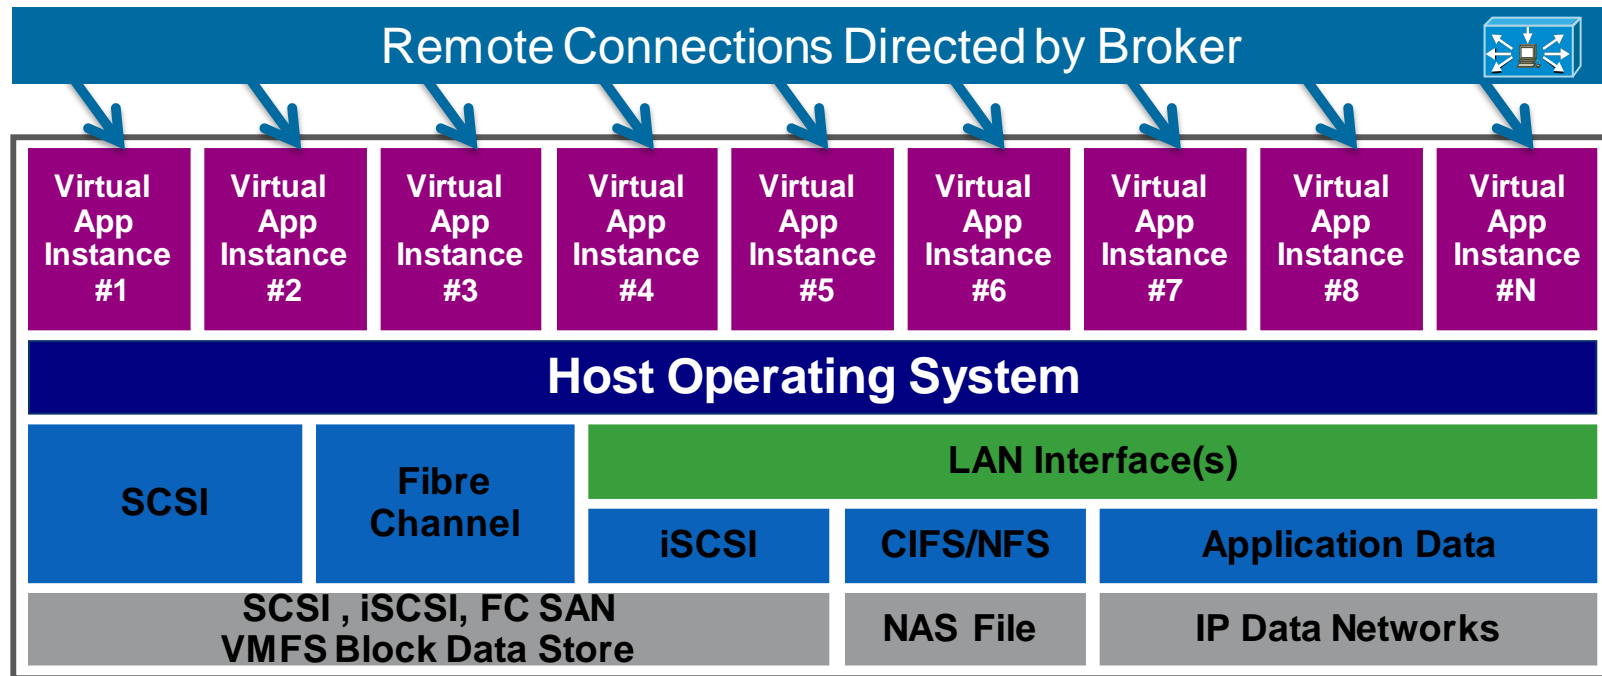 Remote Connections Directed by Broker
Virtual
App
Instance
#1
Virtual
App
Instance
#2
Virtual
App
Instance
#3
Virtual
App
Instance
#4
Virtual
App
Instance
#5
Virtual
App
Instance
#6
Virtual
App
Instance
#7
Virtual
App
Instance
#8
Virtual
App
Instance
#N
Host Operating System
SCSI
Fibre
Channel
LAN Interface(s)
iSCSI
CIFS/NFS
Application Data
SCSI , iSCSI, FC SAN
VMFS Block Data Store
NAS File
IP Data Networks